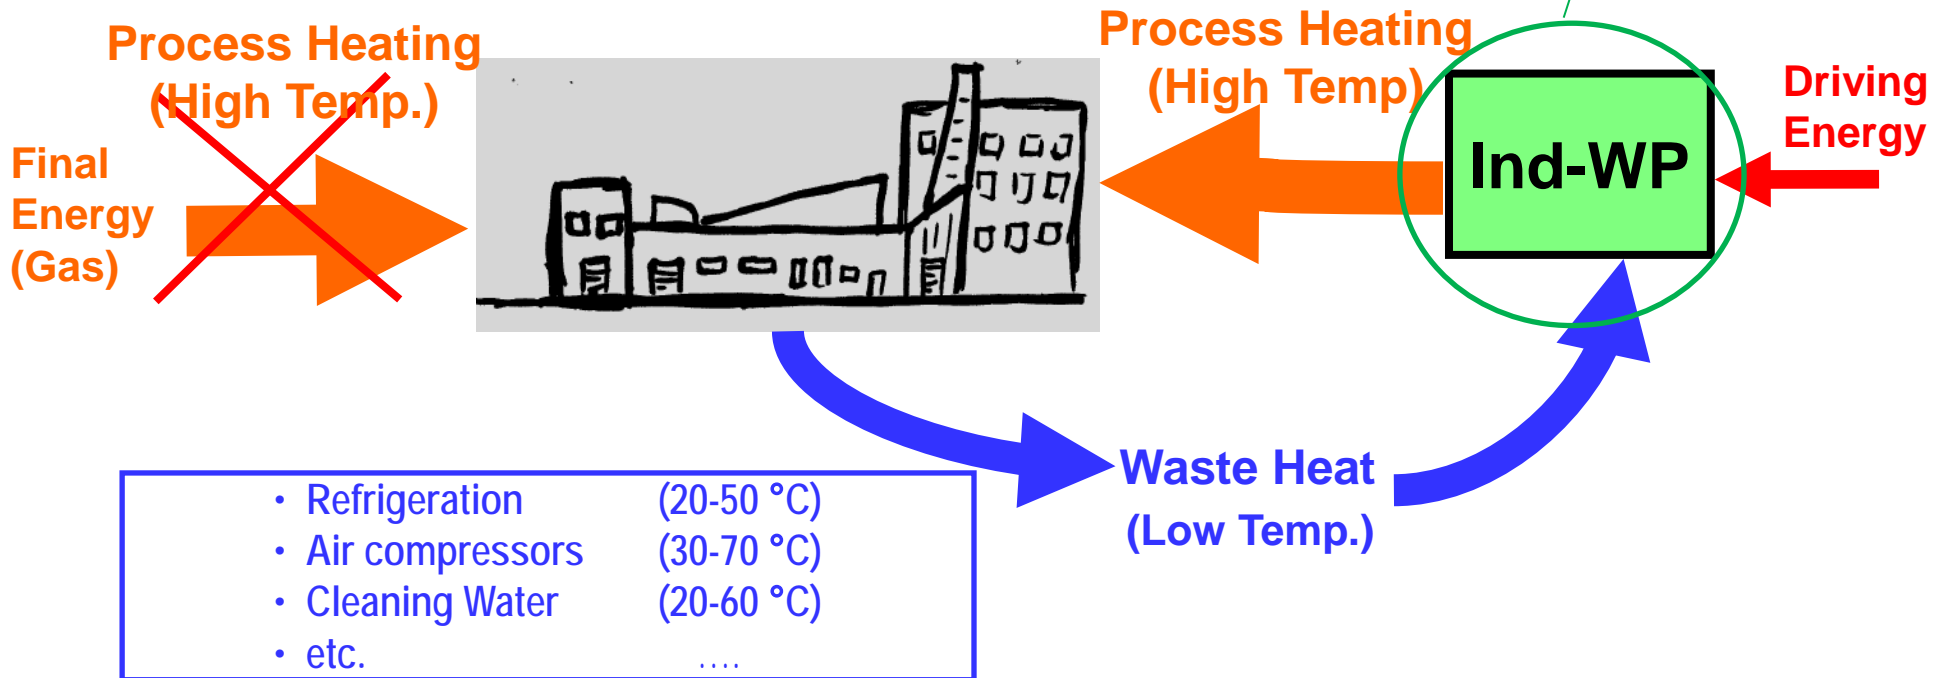 Process Heating
(High Temp.)
Final
Energy
(Gas)
Process Heating
(High Temp)
Ind-WP
Driving
Energy
Waste Heat
(Low Temp.)
• Refrigeration (20-50 °C)
• Air compressors (30-70 °C)
• Cleaning Water (20-60 °C)
• etc. ....